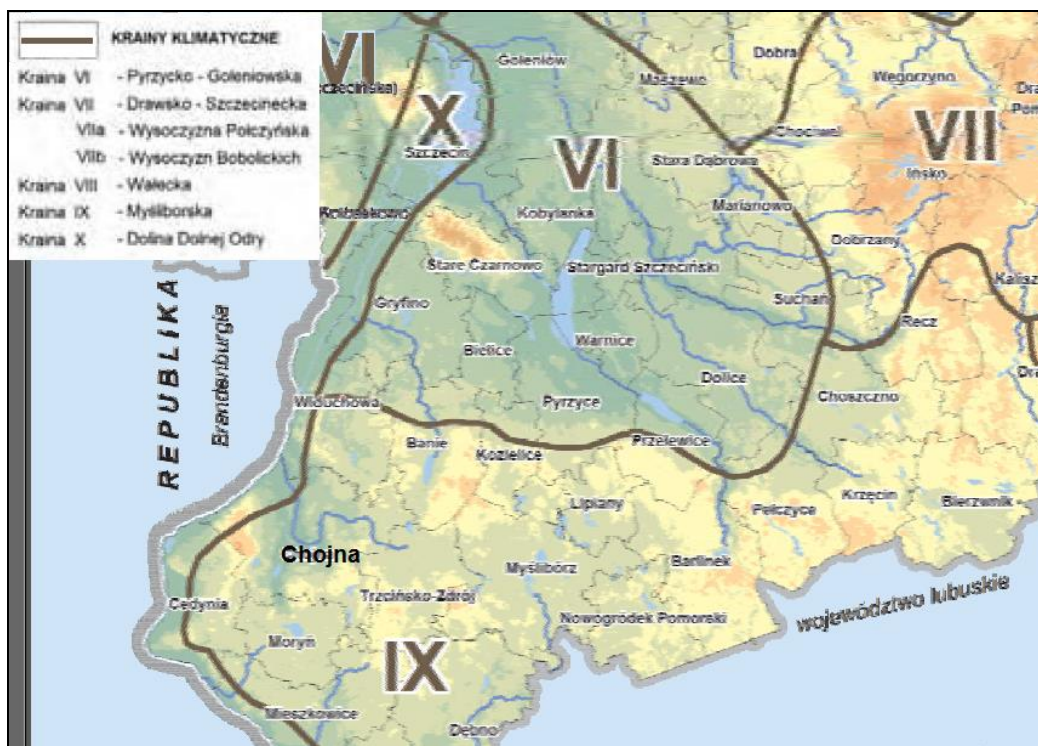 KRAINY KLIMATYCZNE
Kraina VI - Pyrzycko - Goleniowska
Kraina VII - Drawsko - Szczecinecka
VIIa - Wysoczyzna Połczyńska
VIIb - Wysoczyzn Bobolickich
Kraina VIII - Wałecka
Kraina IX - Myśliborska
Kraina X - Dolina Dolnej Odry
VI
Goleniów
Dobra
Maszewo
Węgorzyno
X
Szczecin
Chociwel
VII
Stara Dąbrowa
VI
Ińsko
Marianowo
Kołbaskowo
Kobylanka
Dobrzany
Stare Czarnowo
Stargard Szczeciński
Suchań
Gryfino
Recz
REPUBLIKA
Brandenburgia
Bielice
Warnice
Dolice
Widuchowa
Pyrzyce
Choszczno
Banie
Kozielice
Przelewice
Lipiany
Pełczyce
Krzęcin
Bierzwnik
Chojna
Myślibórz
Barlinek
Cedynia
Trzcińsko-Zdrój
Nowogródek Pomorski
województwo lubuskie
Moryń
IX
Mieszkowice
Dębno